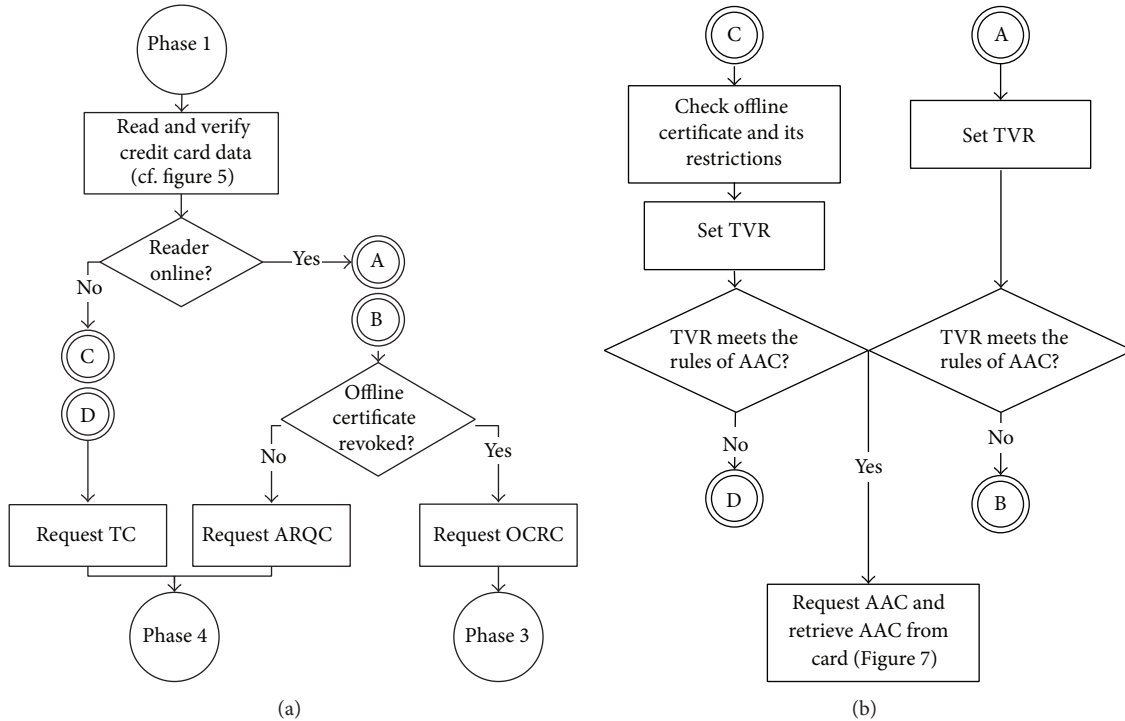 Phase 1
Read and verify
credit card data
(cf. figure 5)
Reader
online?
Yes
A
No
B
C
D
Offline
certificate
revoked?
No
Yes
Request TC
Request ARQC
Request OCRC
Phase 4
Phase 3
(a)
C
A
Check offline
certificate and its
restrictions
Set TVR
Set TVR
TVR meets the
rules of AAC?
TVR meets the
rules of AAC?
No
Yes
No
D
B
Request AAC and
retrieve AAC from
card (Figure 7)
(b)